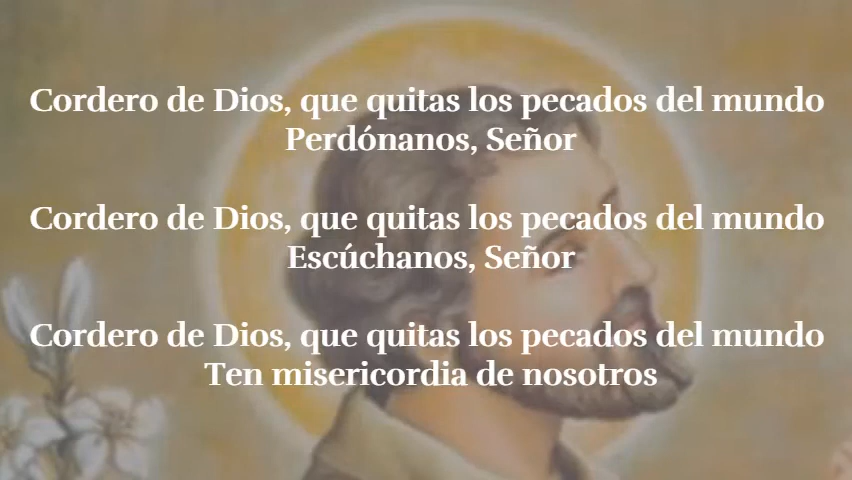 Cordero de Dios, que quitas los pecados del mundo
Perdónanos, Señor
Cordero de Dios, que quitas los pecados del mundo
Escúchanos, Señor
Cordero de Dios, que quitas los pecados del mundo
Ten misericordia de nosotros